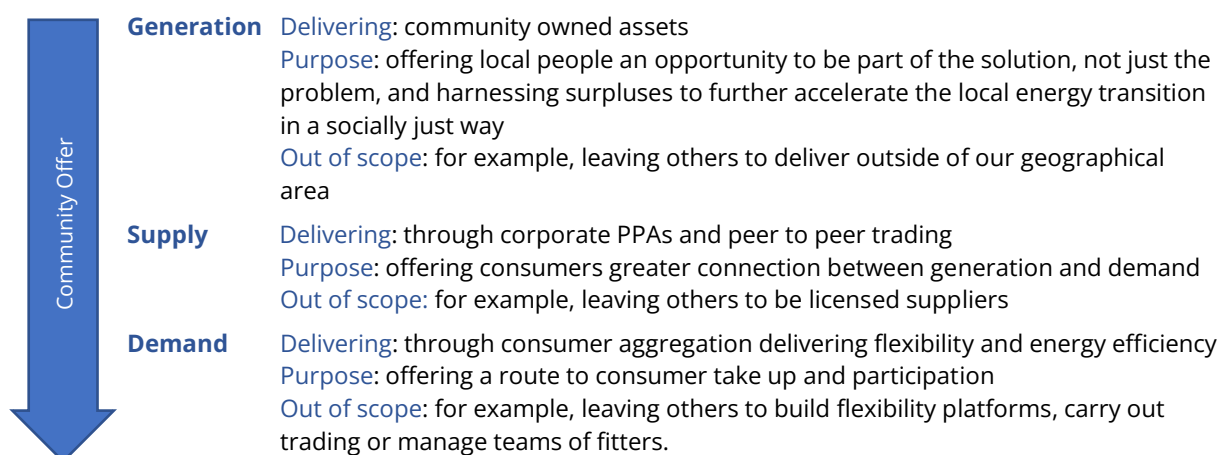 Community Offer
Generation Delivering: community owned assets
Purpose: offering local people an opportunity to be part of the solution, not just the
problem, and harnessing surpluses to further accelerate the local energy transition
in a socially just way
Out of scope: for example, leaving others to deliver outside of our geographical
area
Supply Delivering: through corporate PPAs and peer to peer trading
Purpose: offering consumers greater connection between generation and demand
Out of scope: for example, leaving others to be licensed suppliers
Demand Delivering: through consumer aggregation delivering flexibility and energy efficiency
Purpose: offering a route to consumer take up and participation
Out of scope: for example, leaving others to build flexibility platforms, carry out
trading or manage teams of fitters.